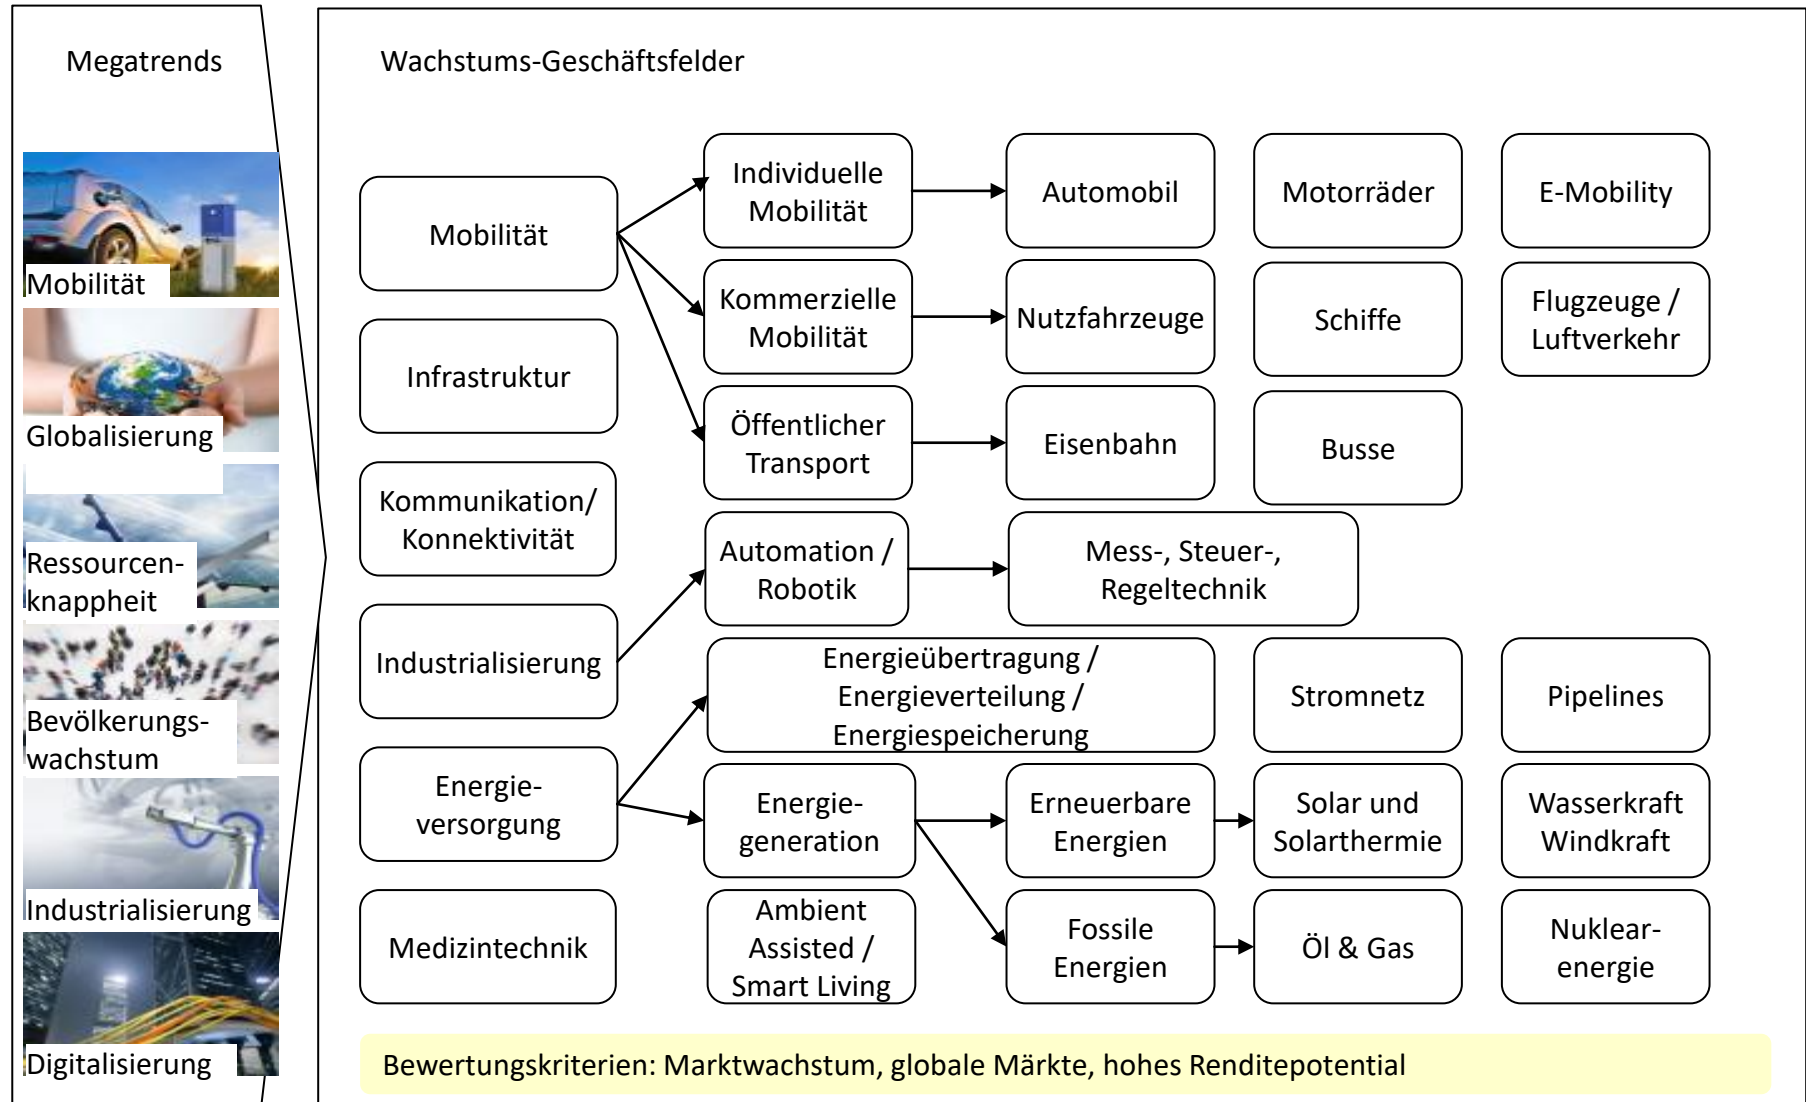 Megatrends
Mobilität
Globalisierung
Ressourcen-
knappheit
Bevölkerungs-
wachstum
Industrialisierung
Digitalisierung
Wachstums-Geschäftsfelder
Mobilität
Infrastruktur
Kommunikation/
Konnektivität
Industrialisierung
Energie-
versorgung
Medizintechnik
Individuelle
Mobilität
Automobil
Motorräder
E-Mobility
Kommerzielle
Mobilität
Nutzfahrzeuge
Schiffe
Flugzeuge /
Luftverkehr
Öffentlicher
Transport
Eisenbahn
Busse
Automation /
Robotik
Mess-, Steuer-,
Regeltechnik
Energieübertragung /
Energieverteilung /
Energiespeicherung
Stromnetz
Pipelines
Energie-
generation
Erneuerbare
Energien
Solar und
Solarthermie
Wasserkraft
Windkraft
Ambient
Assisted /
Smart Living
Fossile
Energien
Öl & Gas
Nuklear-
energie
Bewertungskriterien: Marktwachstum, globale Märkte, hohes Renditepotential